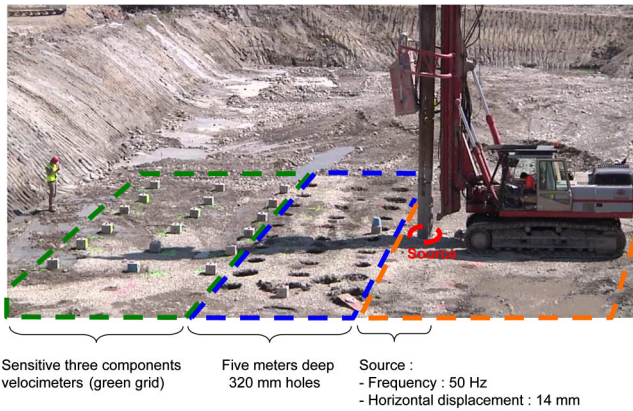 Source
Sensitive three components
velocimeters (green grid)
Five meters deep
320 mm holes
Source :
- Frequency : 50 Hz
- Horizontal displacement : 14 mm